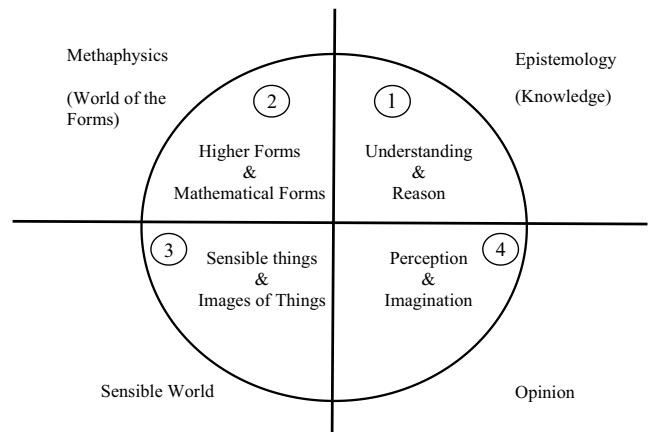 Methaphysics
(World of the
Forms)
Epistemology
(Knowledge)
2
1
Higher Forms
&
Mathematical Forms
Understanding
&
Reason
3
Sensible things
&
Images of Things
4
Perception
&
Imagination
Sensible World
Opinion